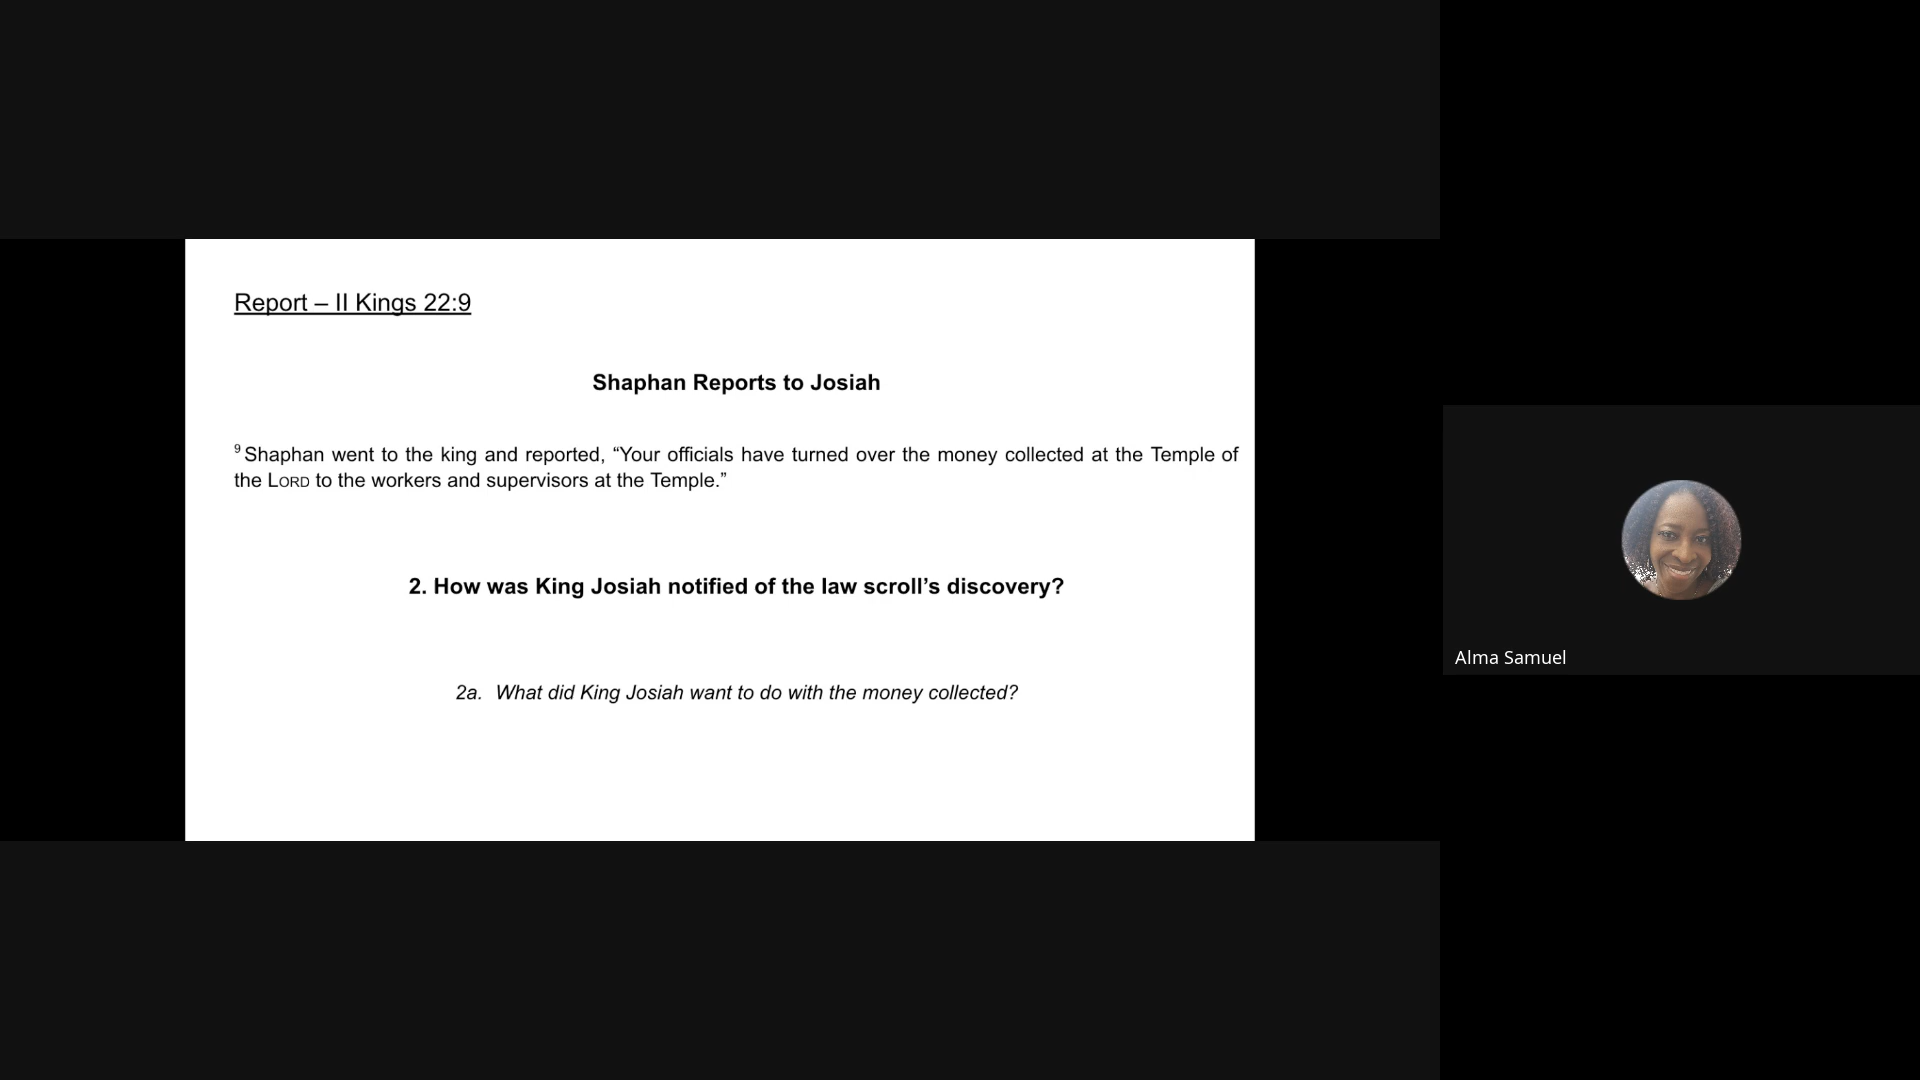 Report – II Kings 22:9
Shaphan Reports to Josiah
9 Shaphan went to the king and reported, “Your officials have turned over the money collected at the Temple of
the LORD to the workers and supervisors at the Temple.”
2. How was King Josiah notified of the law scroll’s discovery?
2a. What did King Josiah want to do with the money collected?
Alma Samuel